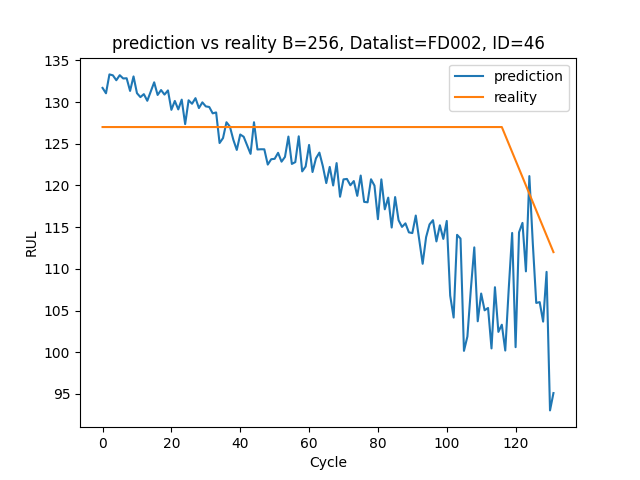 prediction vs reality B=256, Datalist=FD002, ID=46
135
130
125
120
115
110
105
100
95
RUL
prediction
reality
0 20 40 60 80 100 120
Cycle